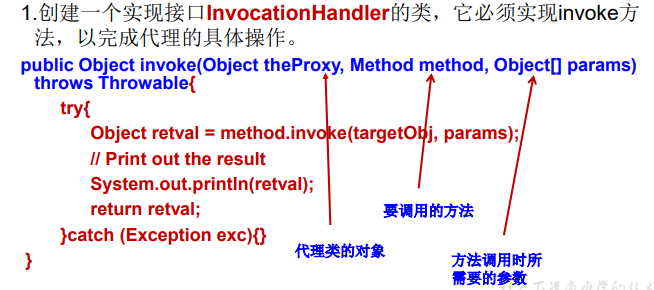 1.创建一个实现接口InvocationHandler的类，它必须实现invoke方
法，以完成代理的具体操作。
public Object invoke(Object theProxy, Method method, Object[] params)
throws Throwable{
try{
Object retval = method.invoke(targetObj, params);
// Print out the result
System.out.println(retval);
return retval;
}catch (Exception exc){}
}
要调用的方法
代理类的对象
方法调用时所
需要的参数